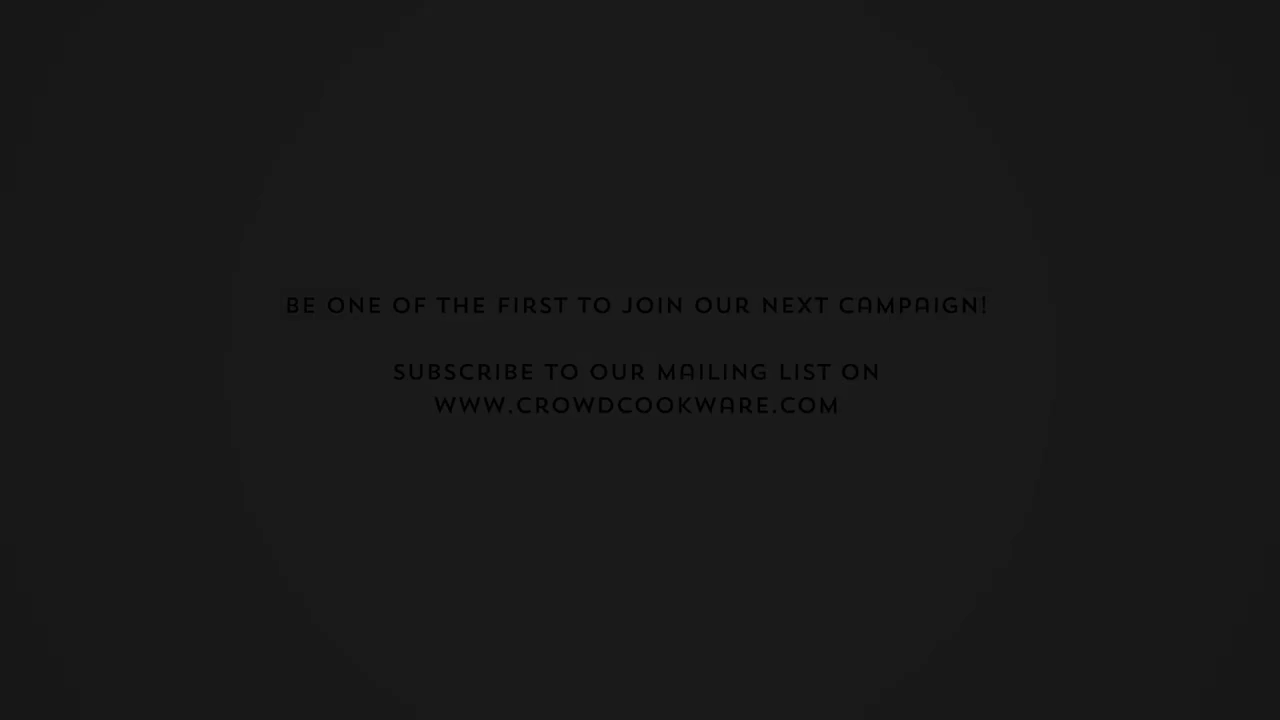 BE ONE OF THE FIRST TO JOIN OUR NEXT CAMPAIGN!
SUBSCRIBE TO OUR MAILING LIST ON
WWW.CROWDCOOKWARE.COM